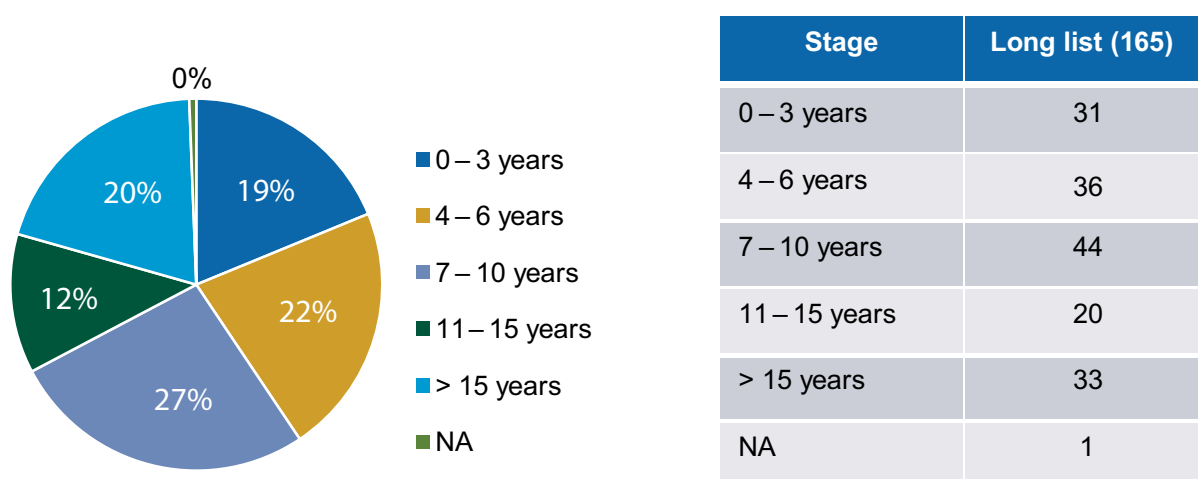 0%
19%
22%
27%
12%
20%
0 – 3 years
4 – 6 years
7 – 10 years
11 – 15 years
> 15 years
NA
Stage Long list (165)
0 – 3 years 31
4 – 6 years 36
7 – 10 years 44
11 – 15 years 20
> 15 years 33
NA 1